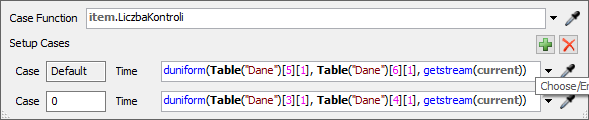 Case Function item.LiczbaKontroli
Setup Cases
Case Default Time duniform(Table("Dane")[5][1], Table("Dane")[6][1], getstream(current))
Choose/En
Case 0 Time duniform(Table("Dane")[3][1], Table("Dane")[4][1], getstream(current))